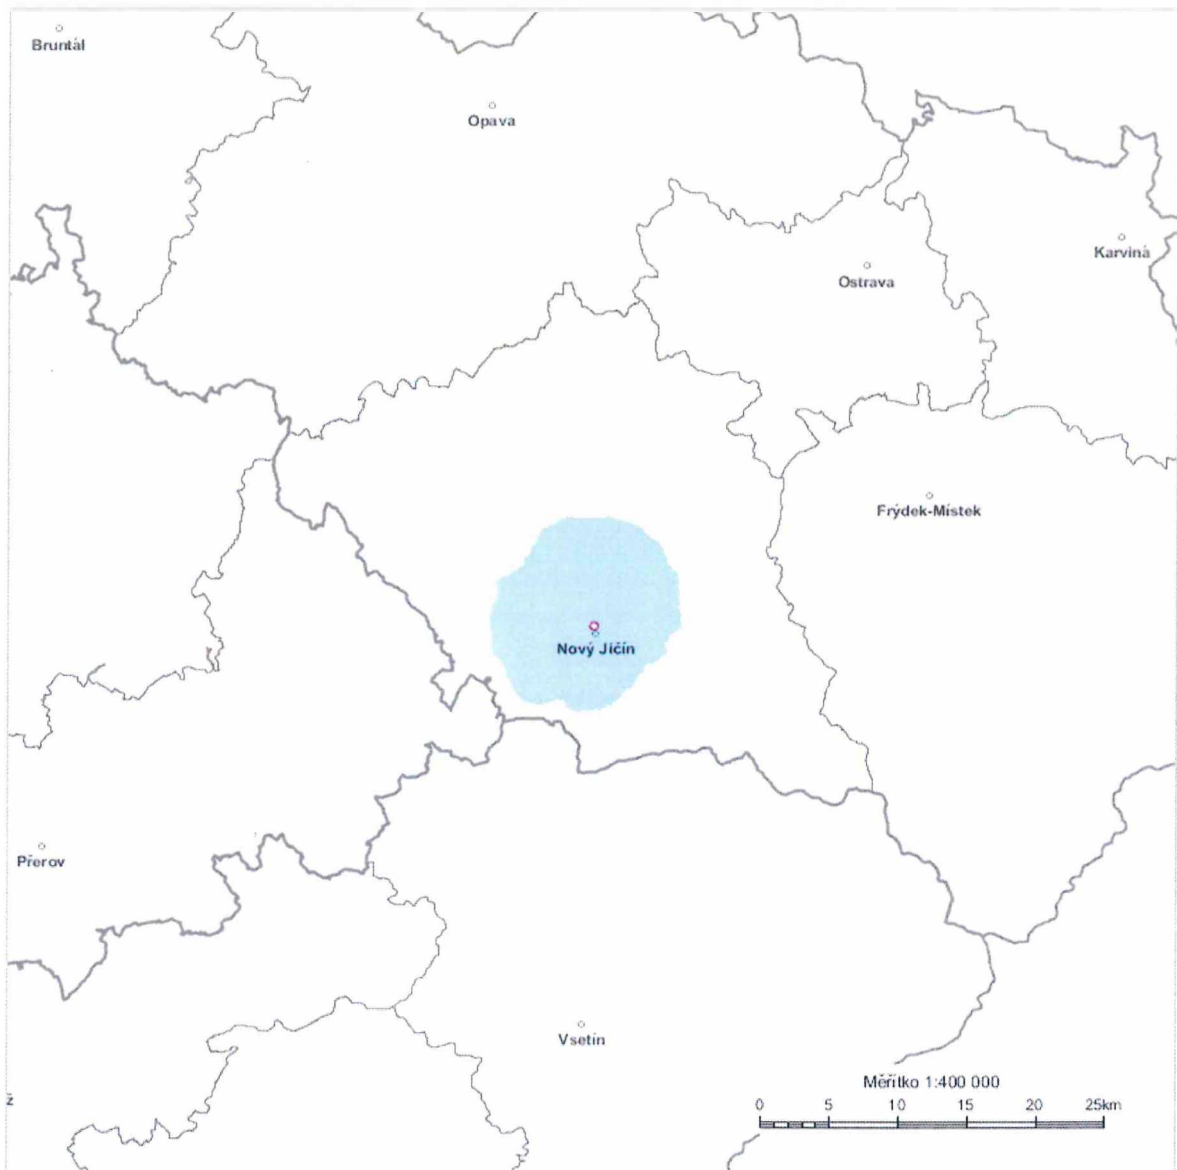 Bruntál
Opava
Karviná
Ostrava
Frýdek-Místek
Nový Jičín
Přerov
Vsetín
ž
Měřítko 1:400 000
0 5 10 15 20 25km